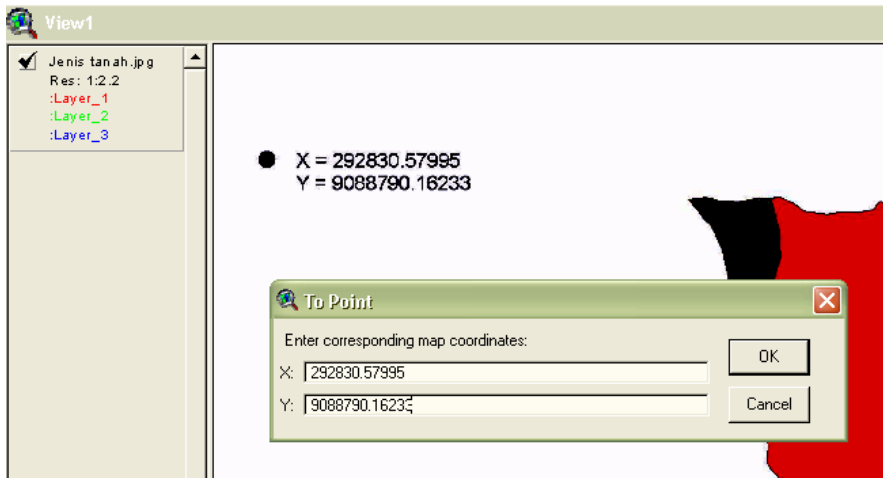 View1
Jenis tanah.jpg
Res: 1:2.2
:Layer_1
:Layer_2
:Layer_3
X = 292830.57995
Y = 9088790.16233
To Point
Enter corresponding map coordinates:
X: 292830.57995
OK
Y: 9088790.16233
Cancel